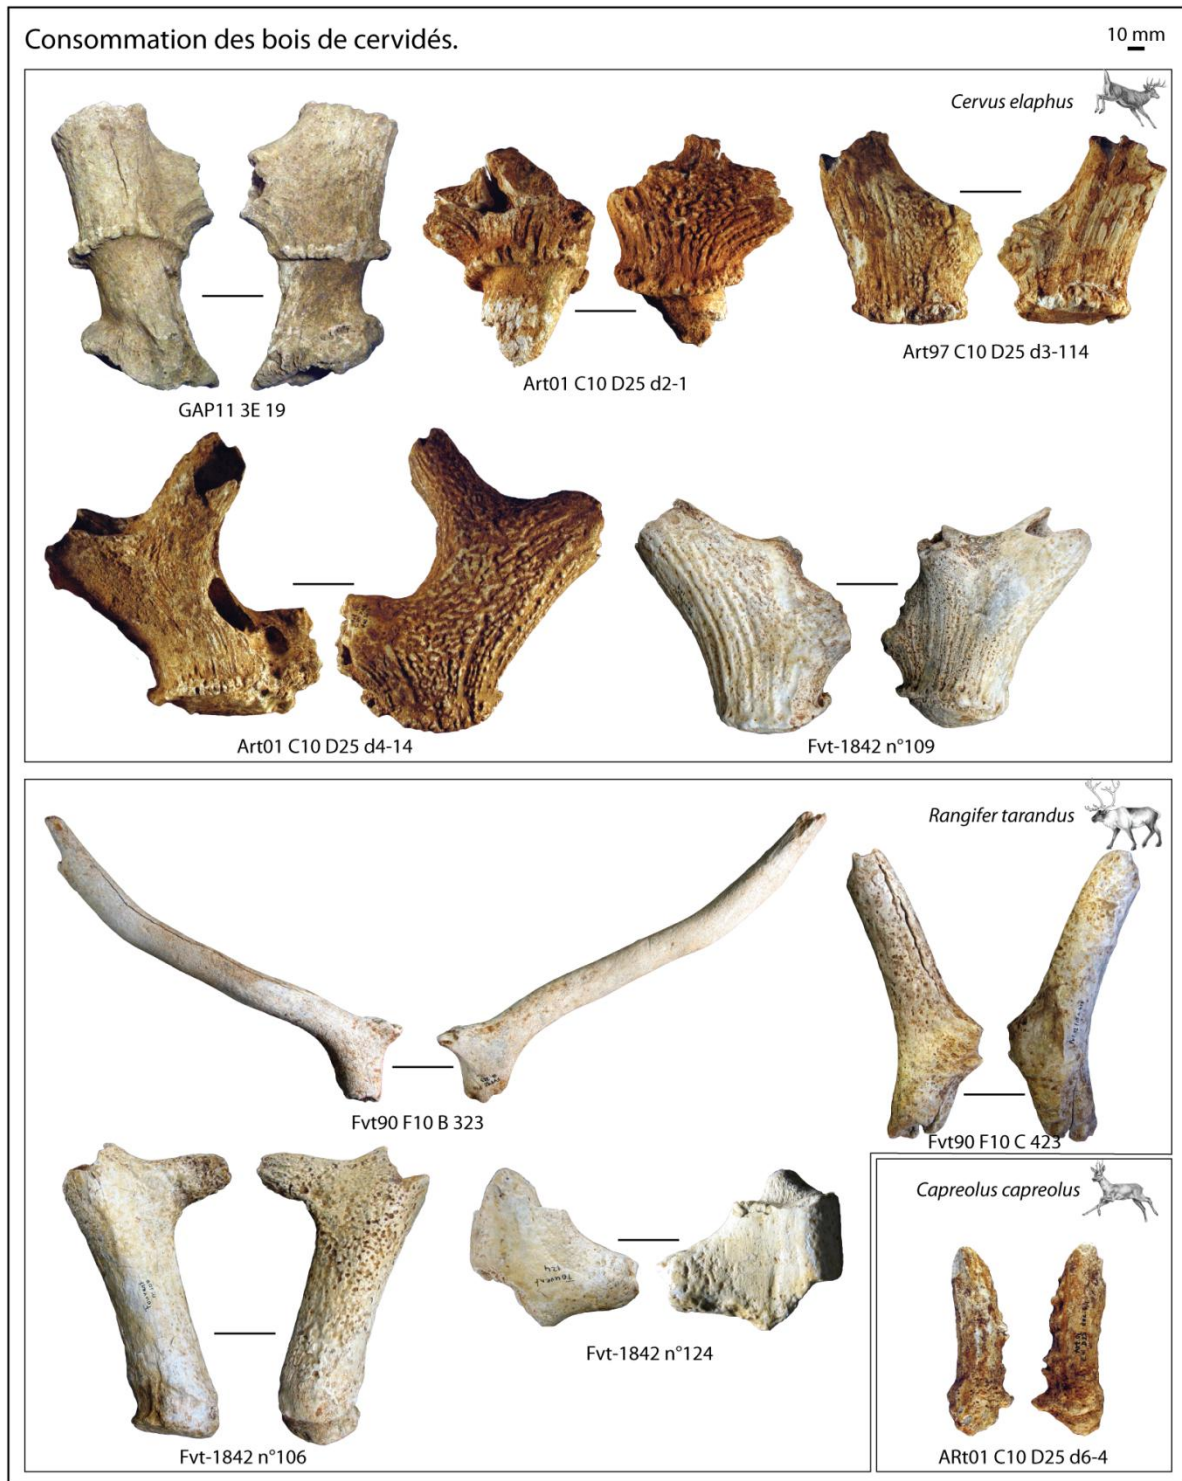 Consommation des bois de cervidés.
10 mm
Cervus elaphus
GAP11 3E 19
Art01 C10 D25 d2-1
Art97 C10 D25 d3-114
Art01 C10 D25 d4-14
Fvt-1842 n°109
Rangifer tarandus
Fvt90 F10 B 323
Fvt90 F10 C 423
Fvt-1842 n°106
Fouvent
124
Fvt-1842 n°124
Capreolus capreolus
ARt01 C10 D25 d6-4